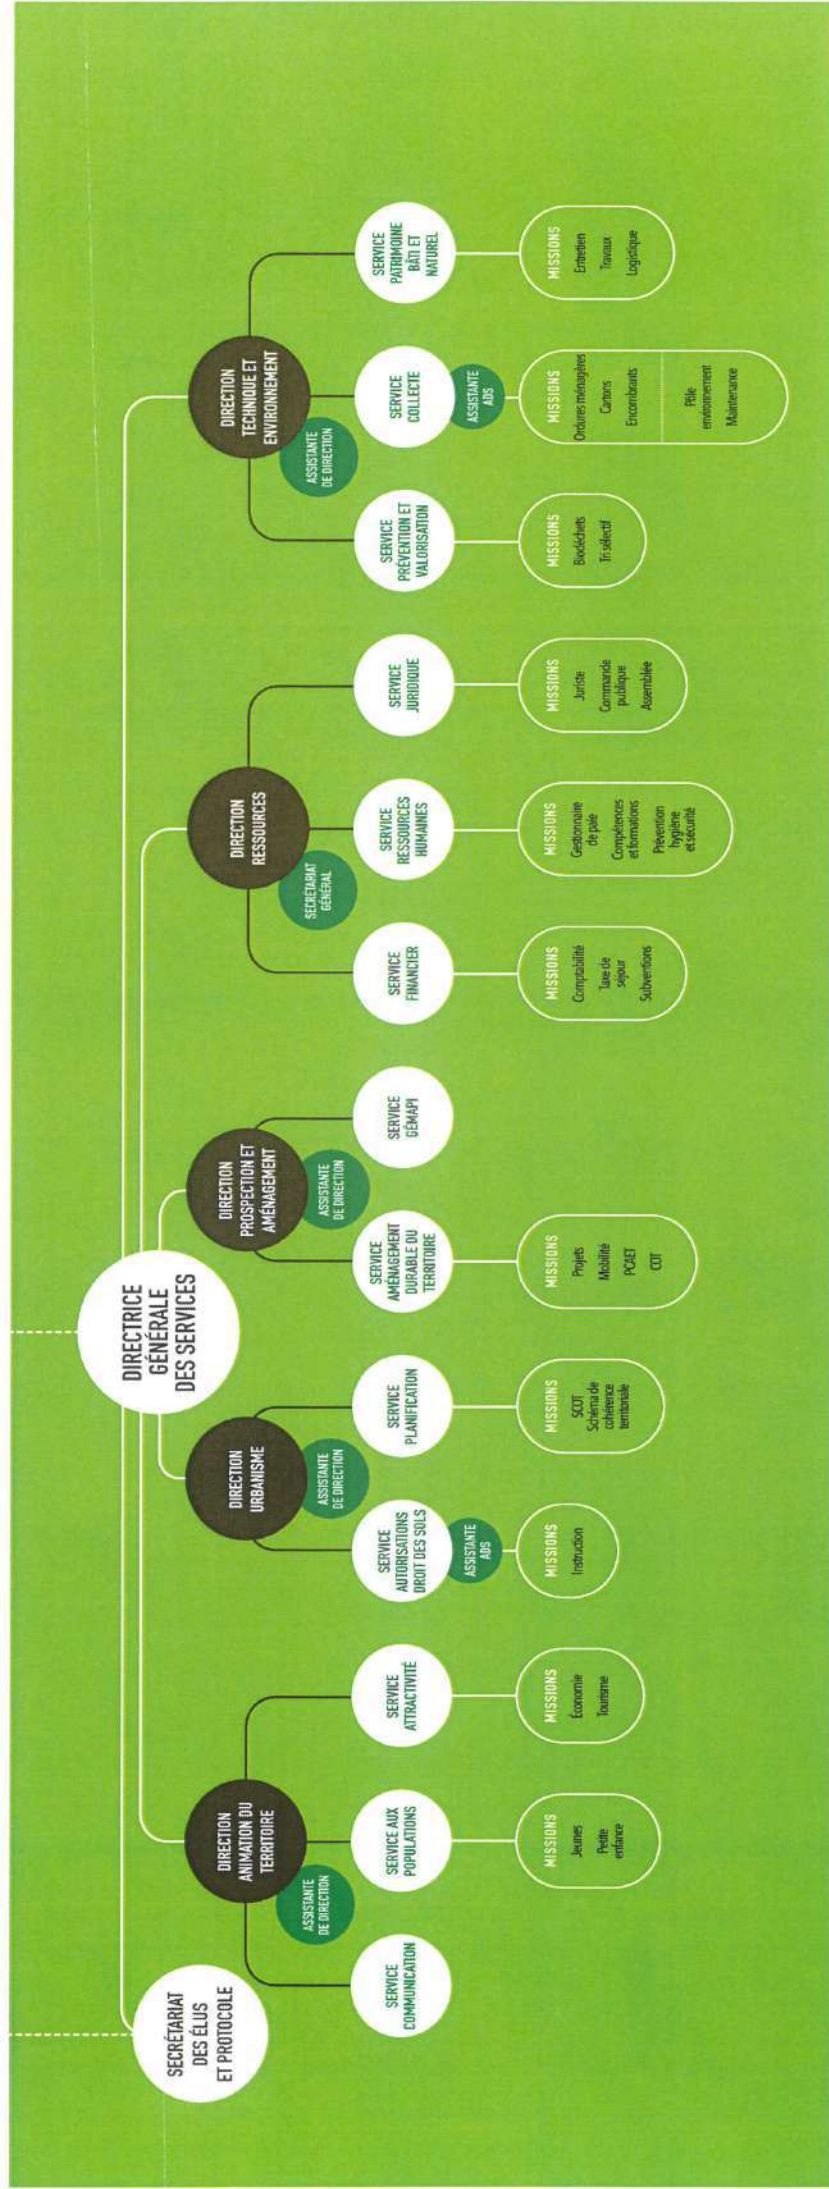 SECRÉTARIAT
DES ÉLUS
ET PROTOCOLE
DIRECTRICE
GÉNÉRALE
DES SERVICES
DIRECTION
ANIMATION DU
TERRITOIRE
ASSISTANTE
DE DIRECTION
SERVICE
COMMUNICATION
SERVICE AUX
POPULATIONS
MISSIONS
Jeunes
Petite
enfance
SERVICE
ATTRACTIVITÉ
MISSIONS
Économie
Tourisme
DIRECTION
URBANISME
ASSISTANTE
DE DIRECTION
SERVICE
AUTORISATIONS
DROIT DES SOLS
ASSISTANTE
ADS
MISSIONS
Instruction
SERVICE
PLANIFICATION
MISSIONS
SCOT
Schéma de
cohérence
territoriale
DIRECTION
PROSPECTION ET
AMÉNAGEMENT
ASSISTANTE
DE DIRECTION
SERVICE
AMÉNAGEMENT
DURABLE DU
TERRITOIRE
MISSIONS
Projets
Mobilité
PCAET
COT
SERVICE
GÉMAPI
DIRECTION
RESSOURCES
SECRÉTARIAT
GÉNÉRAL
SERVICE
FINANCIER
MISSIONS
Comptabilité
Taxe de
séjour
Subventions
SERVICE
RESSOURCES
HUMAINES
MISSIONS
Gestionnaire
de paie
Compétences
et formations
Prévention
hygiène
et sécurité
SERVICE
JURIDIQUE
MISSIONS
Juriste
Commande
publique
Assemblée
DIRECTION
TECHNIQUE ET
ENVIRONNEMENT
ASSISTANTE
DE DIRECTION
SERVICE
PRÉVENTION ET
VALORISATION
MISSIONS
Biodéchets
Tri sélectif
SERVICE
COLLECTE
ASSISTANTE
ADS
MISSIONS
Ordures ménagères
Cartons
Encombrants
Pôle
environnement
Maintenance
SERVICE
PATRIMOINE
BÂTI ET
NATUREL
MISSIONS
Entretien
Travaux
Logistique